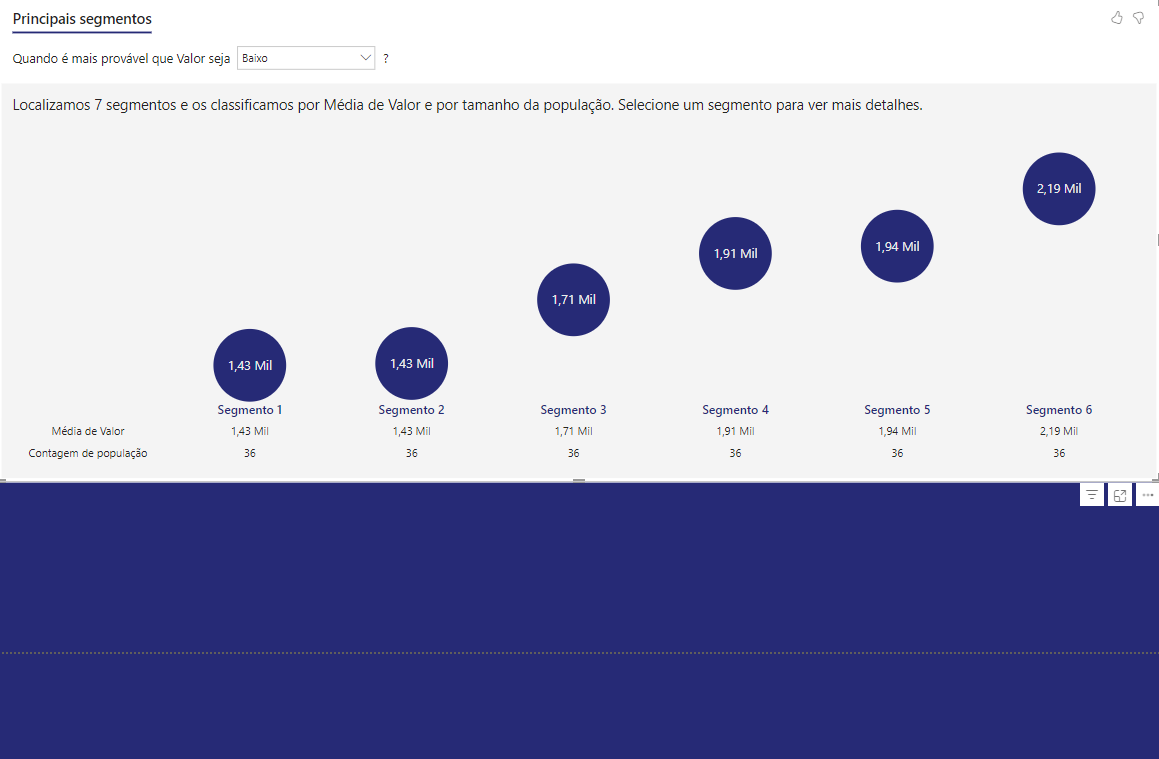 Principais segmentos
Quando é mais provável que Valor seja Baixo ?
Localizamos 7 segmentos e os classificamos por Média de Valor e por tamanho da população. Selecione um segmento para ver mais detalhes.
2,19 Mil
1,94 Mil
1,91 Mil
1,71 Mil
1,43 Mil
1,43 Mil
Segmento 1 Segmento 2 Segmento 3 Segmento 4 Segmento 5 Segmento 6
Média de Valor 1,43 Mil 1,43 Mil 1,71 Mil 1,91 Mil 1,94 Mil 2,19 Mil
Contagem de população 36 36 36 36 36 36